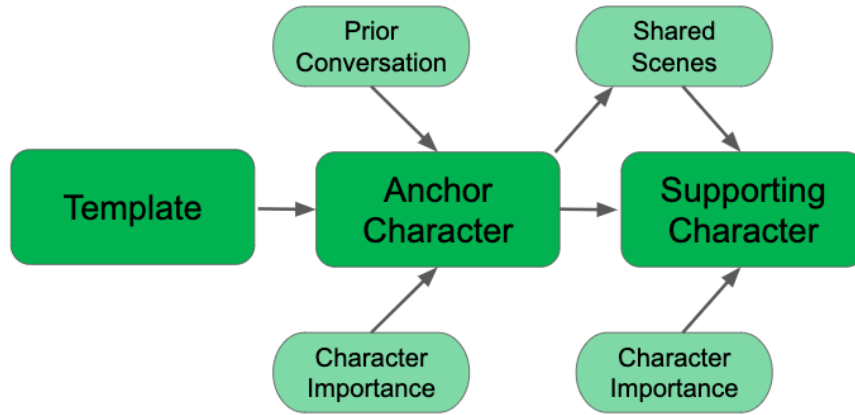 Prior
Conversation
Shared
Scenes
Template
Anchor
Character
Supporting
Character
Character
Importance
Character
Importance